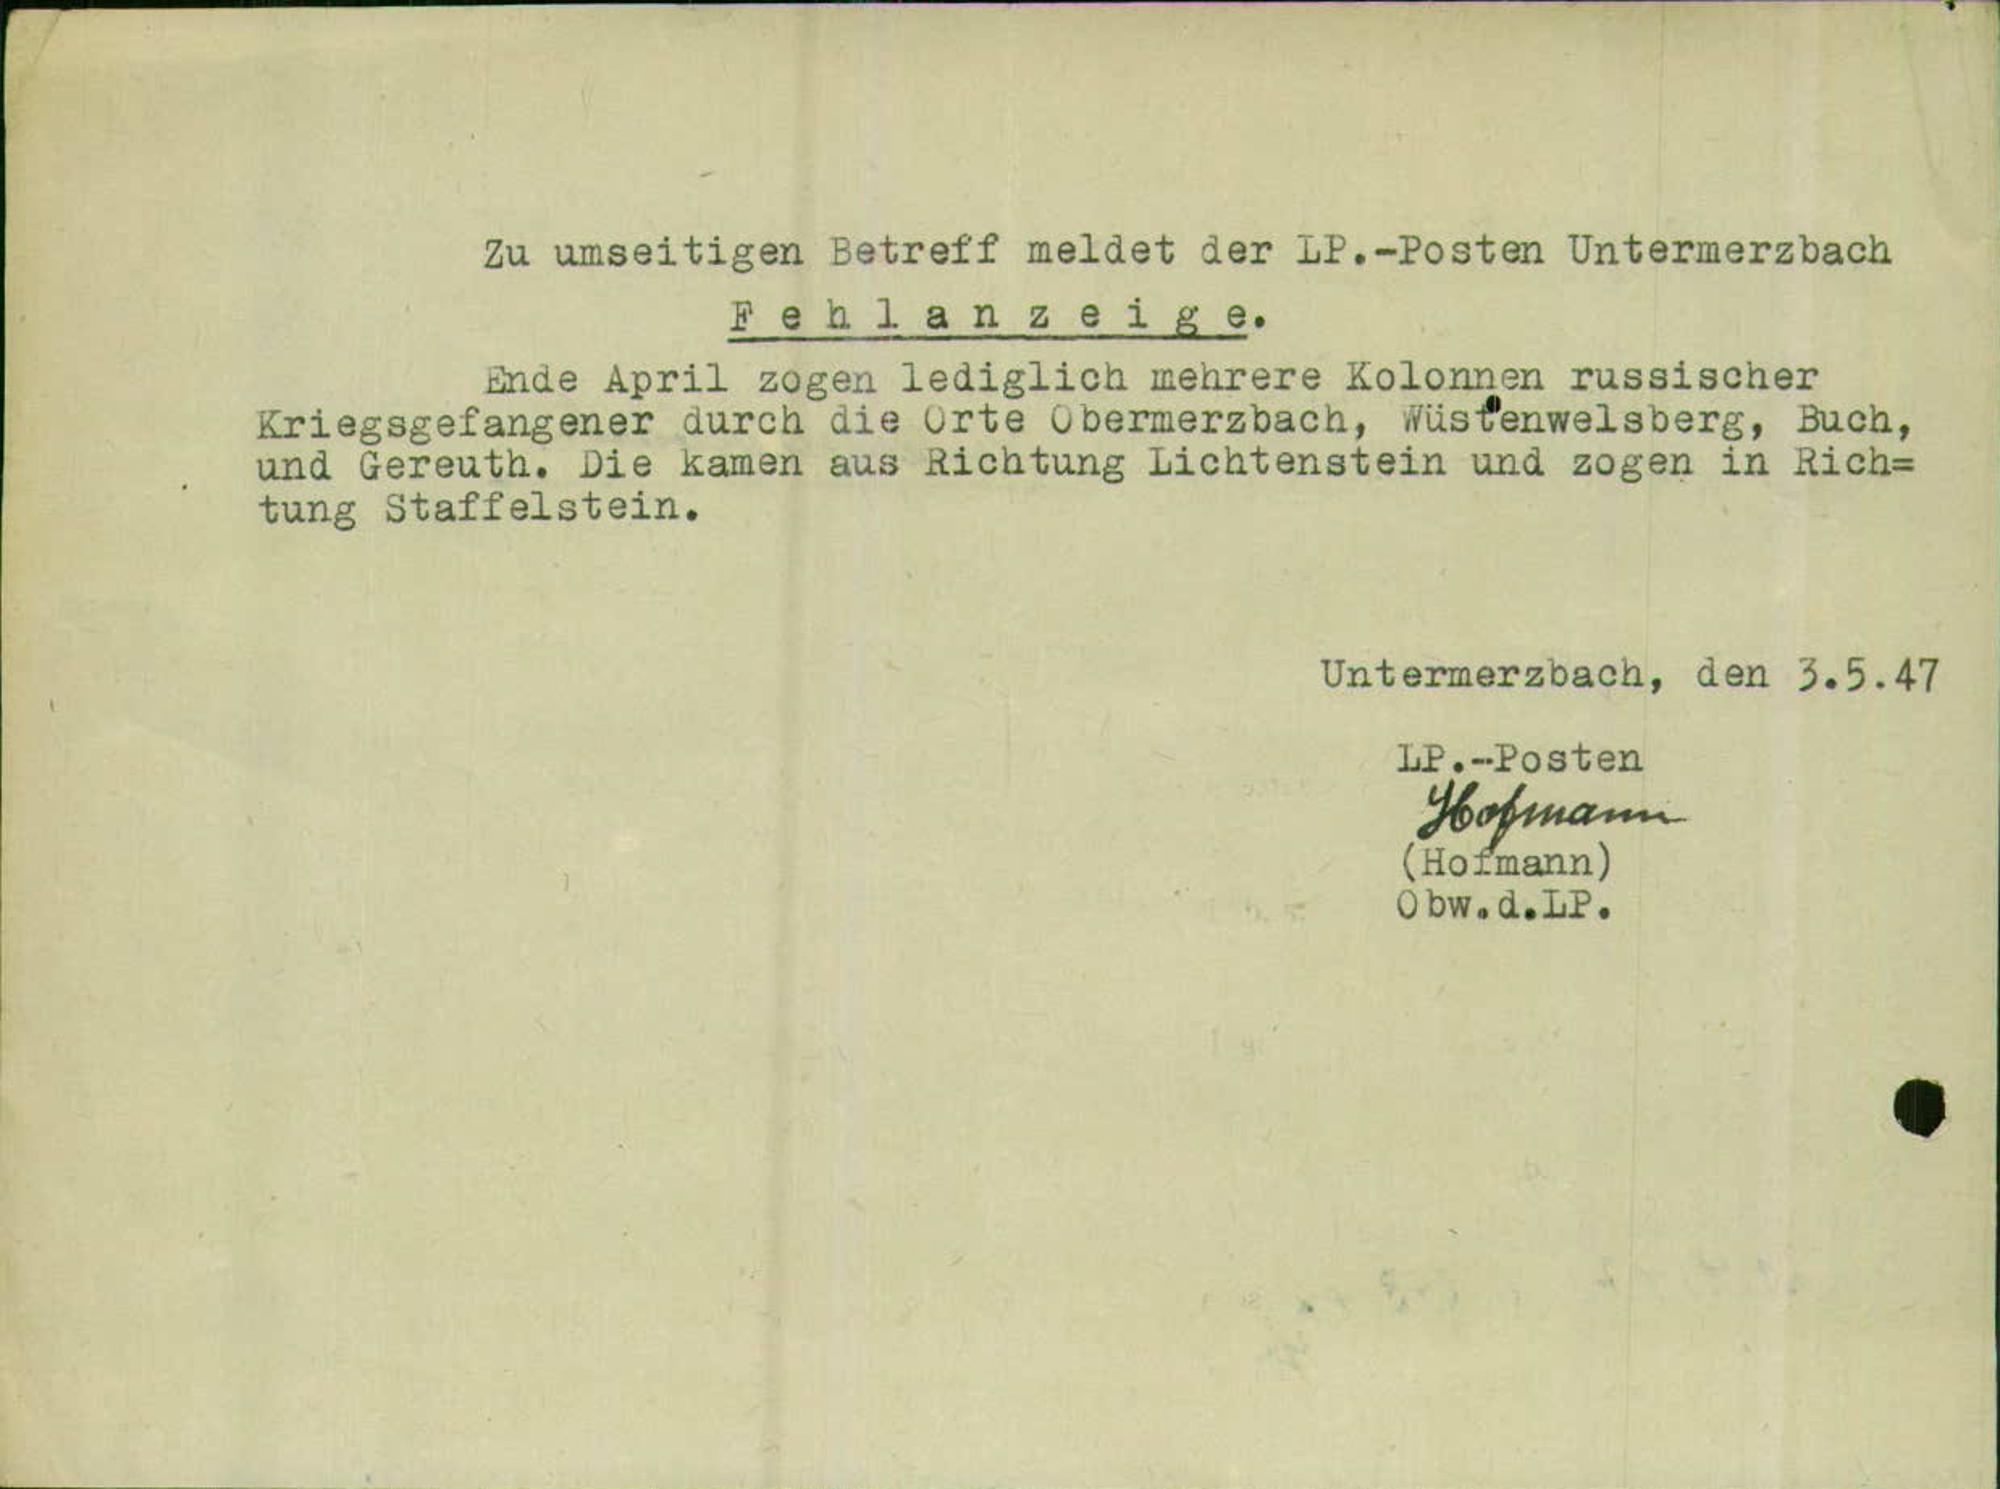 Zu umseitigen Betreff meldet der LP.-Posten Untermerzbach
F e h l a n z e i g e.
Ende April zogen lediglich mehrere Kolonnen russischer
Kriegsgefangener durch die Orte Obermerzbach, Wüstenwelsberg, Buch,
und Gereuth. Die kamen aus Richtung Lichtenstein und zogen in Rich=
tung Staffelstein.
Untermerzbach, den 3.5.47
LP.-Posten
Hofmann
(Hofmann)
Obw.d.LP.